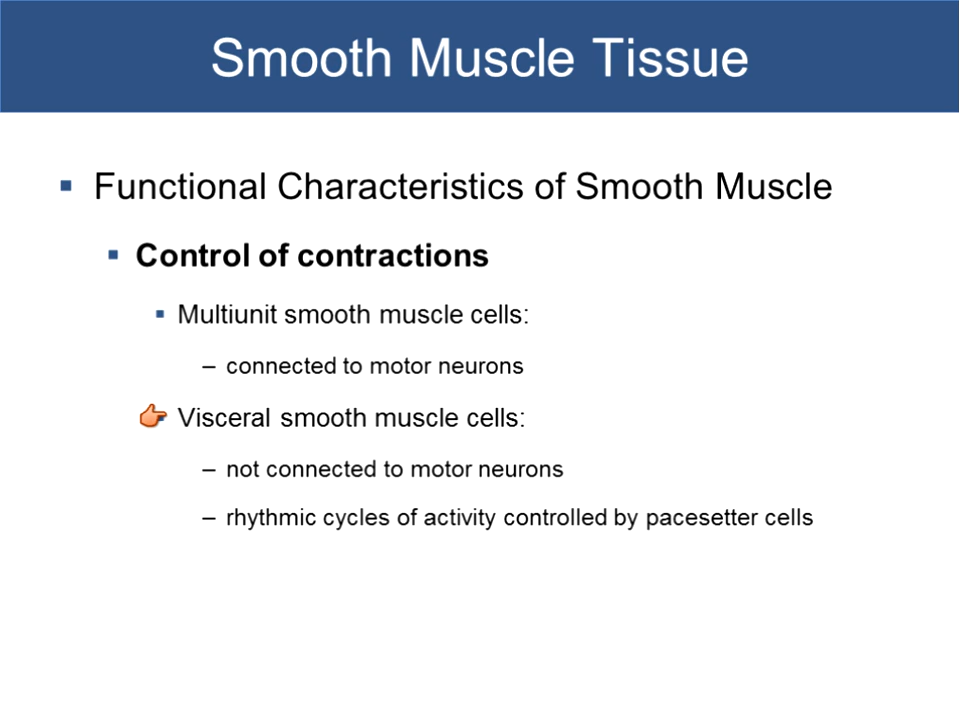 Smooth Muscle Tissue
Functional Characteristics of Smooth Muscle
Control of contractions
Multiunit smooth muscle cells:
– connected to motor neurons
Visceral smooth muscle cells:
– not connected to motor neurons
– rhythmic cycles of activity controlled by pacesetter cells